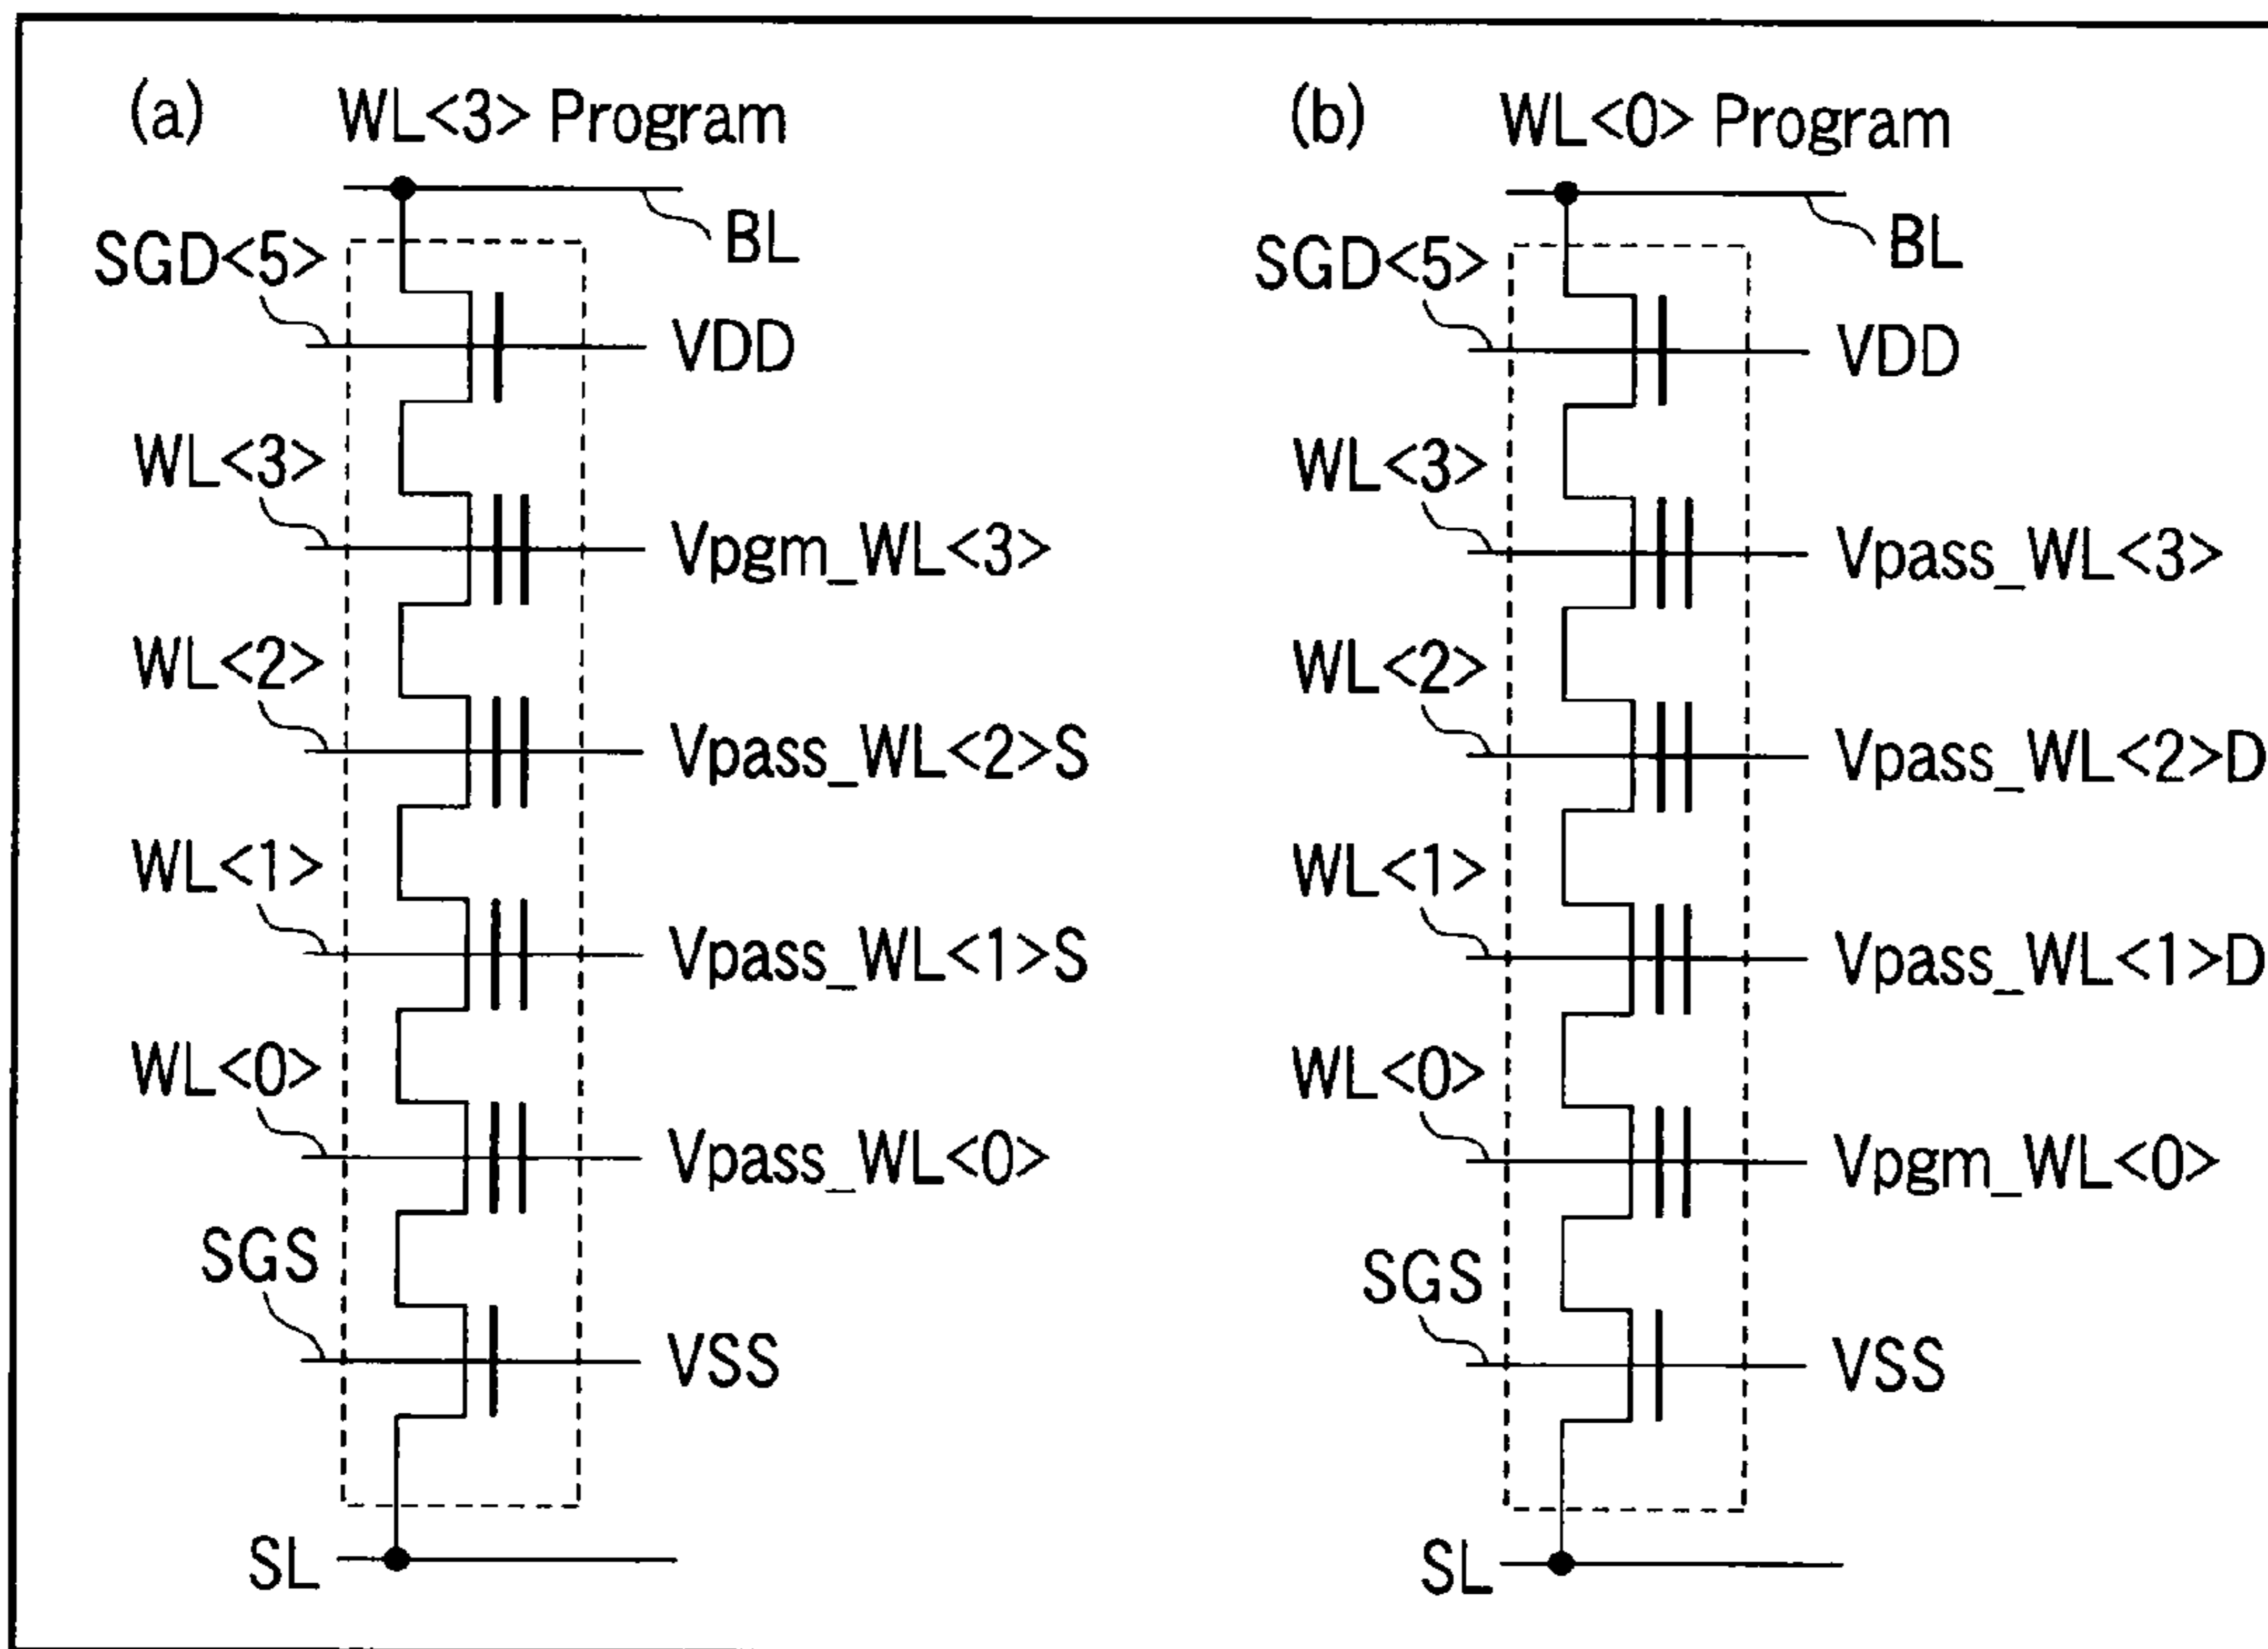 (a) WL<3> Program
BL
SGD<5>
VDD
WL<3>
Vpgm_WL<3>
WL<2>
Vpass_WL<2>S
WL<1>
Vpass_WL<1>S
WL<0>
Vpass_WL<0>
SGS
VSS
SL
(b) WL<0> Program
BL
SGD<5>
VDD
WL<3>
Vpass_WL<3>
WL<2>
Vpass_WL<2>D
WL<1>
Vpass_WL<1>D
WL<0>
Vpgm_WL<0>
SGS
VSS
SL